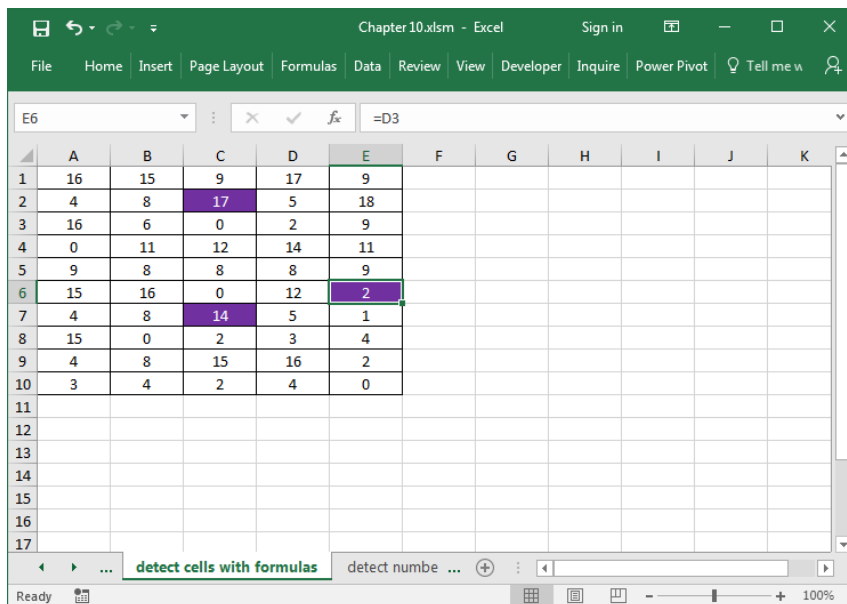 Chapter 10.xlsm - Excel Sign in
File Home Insert Page Layout Formulas Data Review View Developer Inquire Power Pivot Tell me w
E6 fx =D3
A B C D E F G H I J K
1 16 15 9 17 9
2 4 8 17 5 18
3 16 6 0 2 9
4 0 11 12 14 11
5 9 8 8 8 9
6 15 16 0 12 2
7 4 8 14 5 1
8 15 0 2 3 4
9 4 8 15 16 2
10 3 4 2 4 0
11
12
13
14
15
16
17
... detect cells with formulas detect numbe ...
Ready 100%